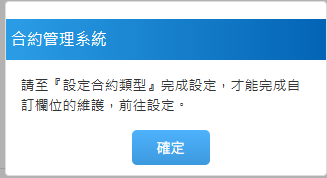 合約管理系統
請至『設定合約類型』完成設定，才能完成自
訂欄位的維護，前往設定。
確定